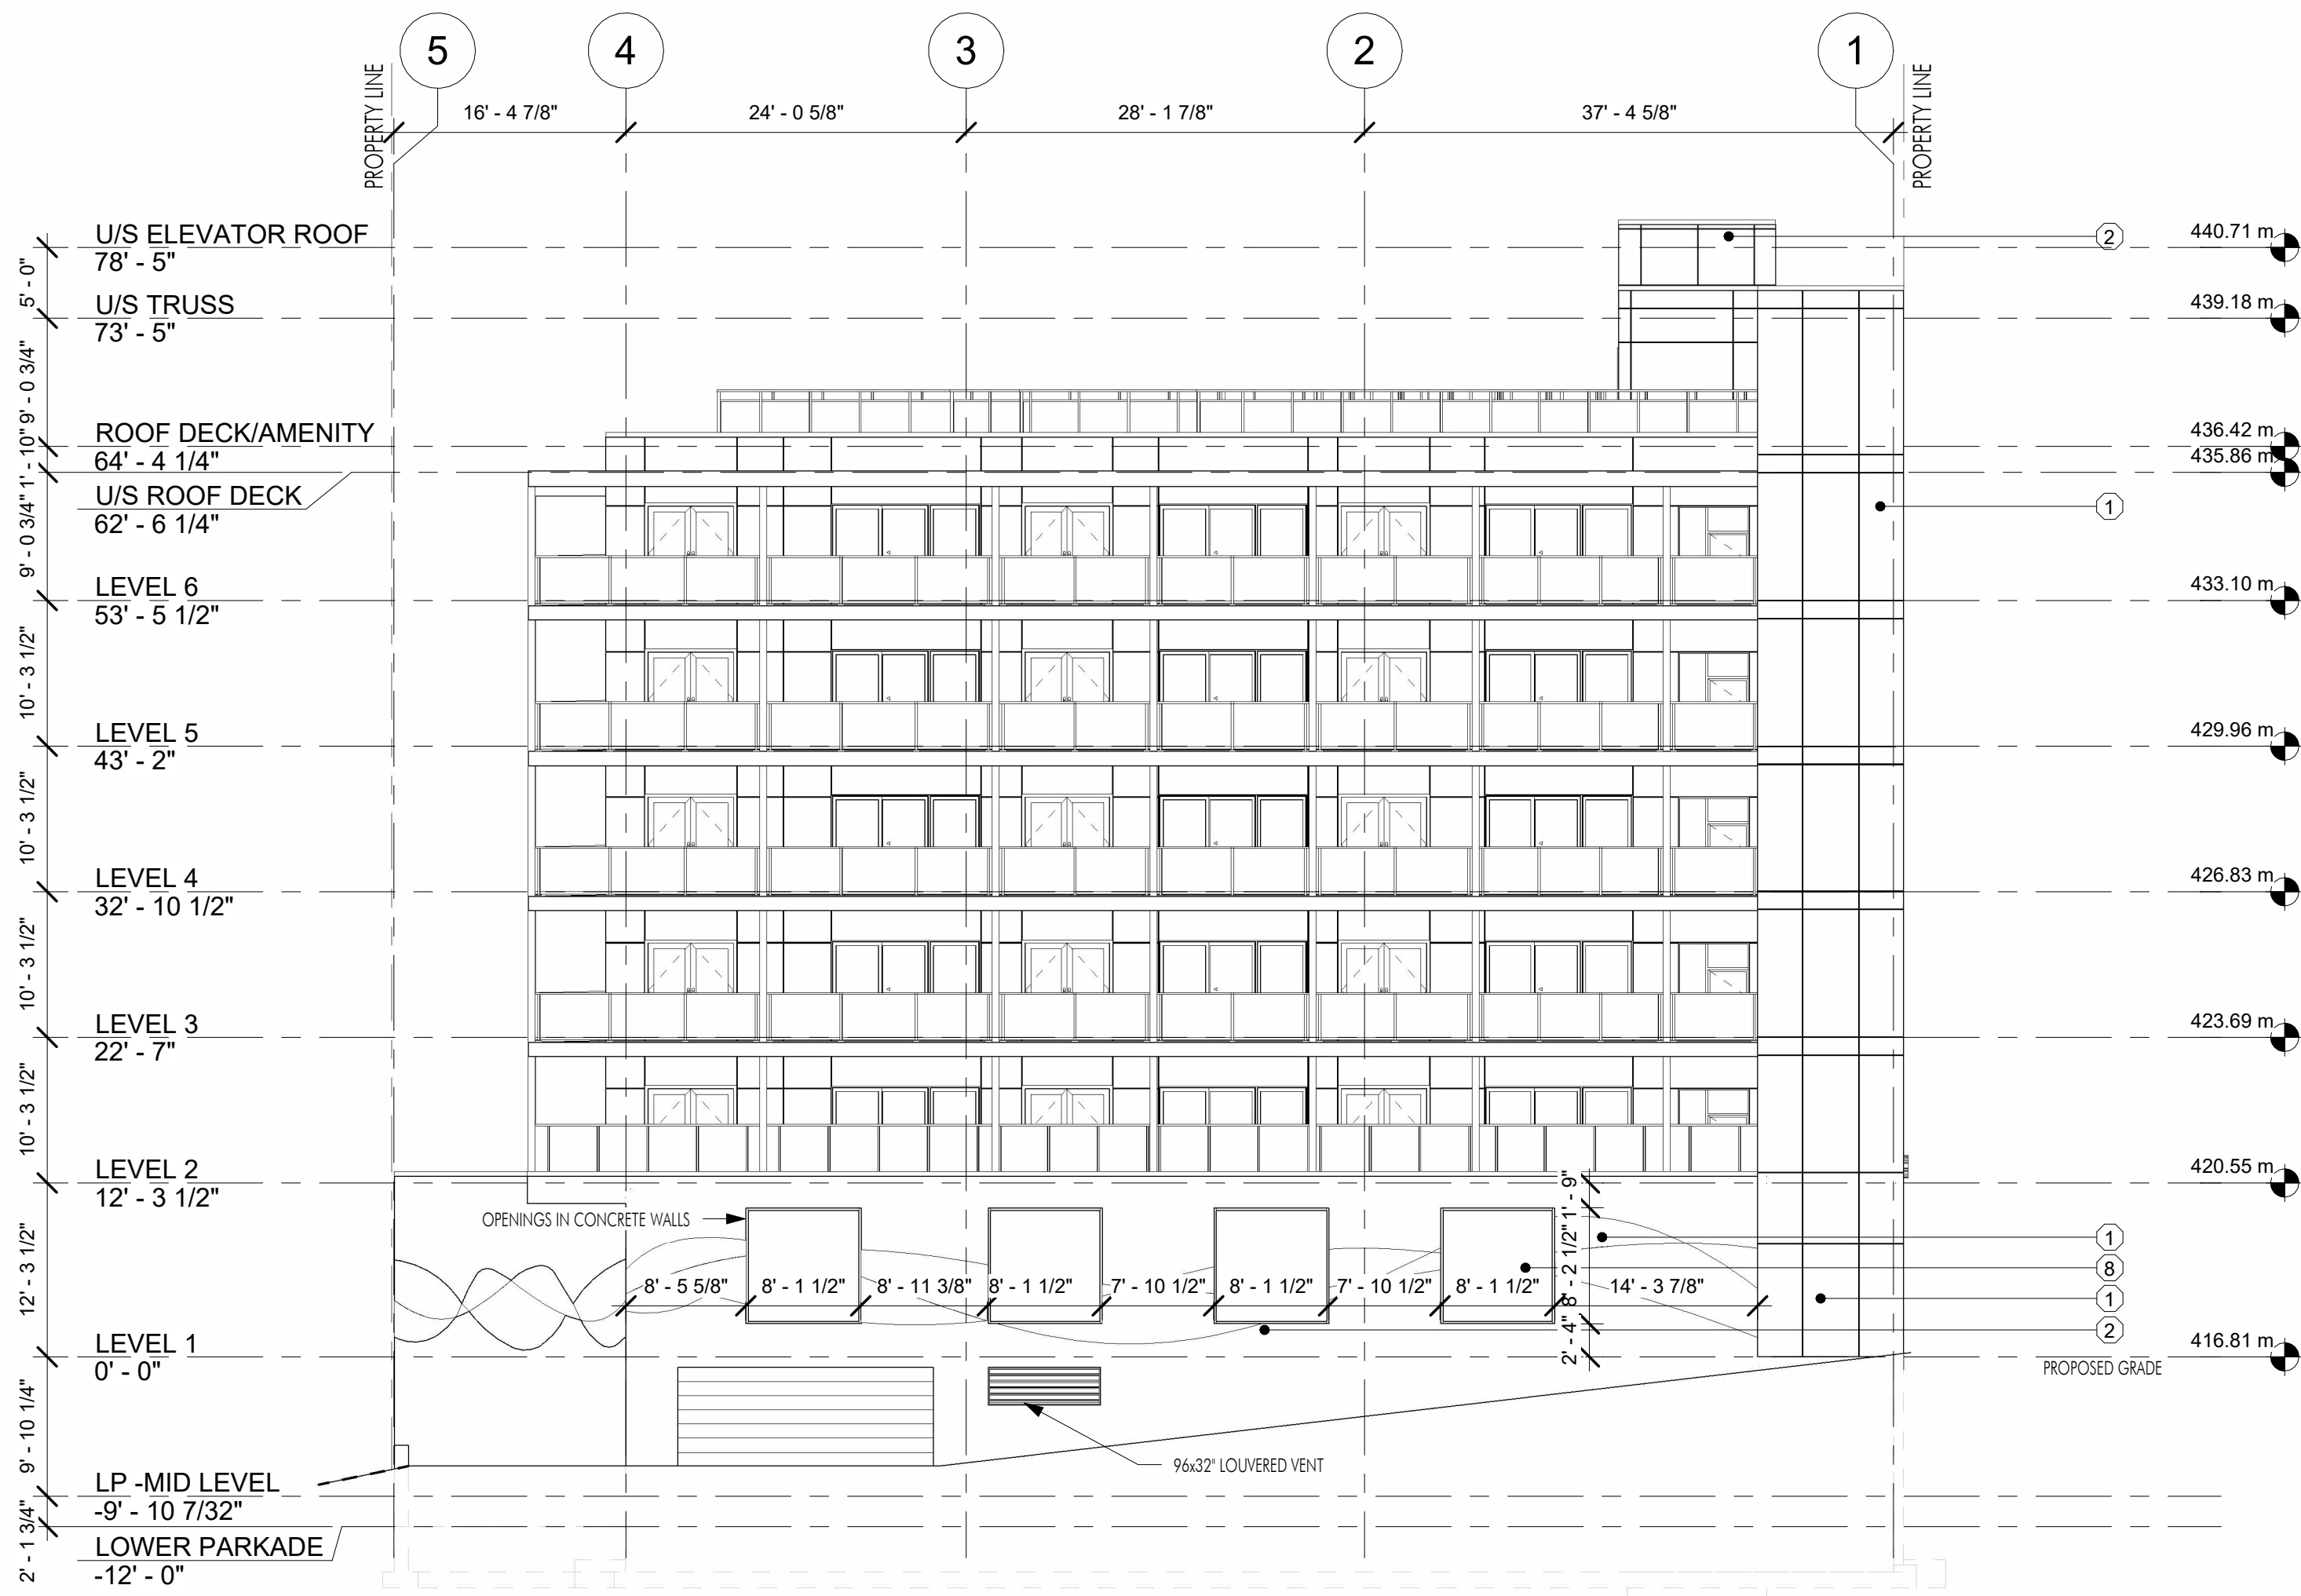 5 4 3 2 1
PROPERTY LINE
PROPERTY LINE
16' - 4 7/8" 24' - 0 5/8" 28' - 1 7/8" 37' - 4 5/8"
U/S ELEVATOR ROOF
78' - 5"
2
440.71 m
5' - 0"
U/S TRUSS
73' - 5"
439.18 m
9' - 0 3/4"
ROOF DECK/AMENITY
64' - 4 1/4"
436.42 m
1' - 10"
U/S ROOF DECK
62' - 6 1/4"
435.86 m
1
9' - 0 3/4"
LEVEL 6
53' - 5 1/2"
433.10 m
10' - 3 1/2"
LEVEL 5
43' - 2"
429.96 m
10' - 3 1/2"
LEVEL 4
32' - 10 1/2"
426.83 m
10' - 3 1/2"
LEVEL 3
22' - 7"
423.69 m
10' - 3 1/2"
LEVEL 2
12' - 3 1/2"
420.55 m
1' - 9"
OPENINGS IN CONCRETE WALLS
12' - 3 1/2"
8' - 2 1/2"
1
8
8' - 5 5/8" 8' - 1 1/2" 8' - 11 3/8" 8' - 1 1/2" 7' - 10 1/2" 8' - 1 1/2" 7' - 10 1/2" 8' - 1 1/2" 14' - 3 7/8"
1
2
2' - 4"
LEVEL 1
0' - 0"
416.81 m
PROPOSED GRADE
9' - 10 1/4"
96x32" LOUVERED VENT
LP -MID LEVEL
-9' - 10 7/32"
2' - 1 3/4"
LOWER PARKADE
-12' - 0"